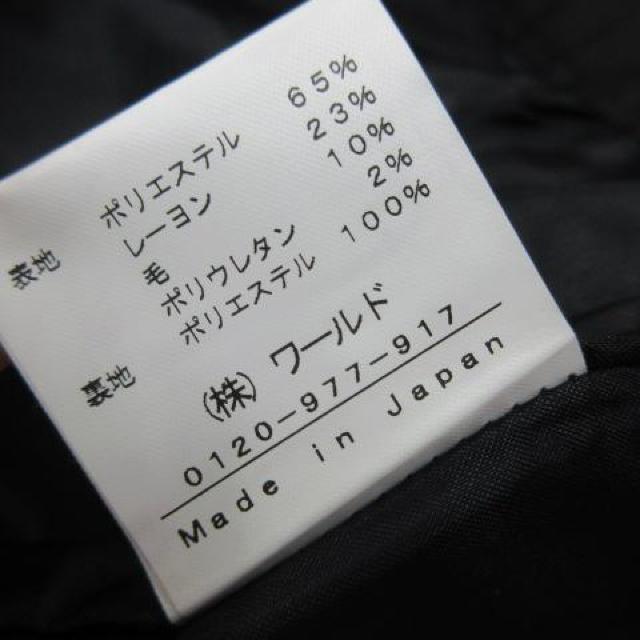 表地 ポリエステル 65%
レーヨン 23%
毛 10%
ポリウレタン 2%
裏地 ポリエステル 100%
(株)ワールド
0120-977-917
Made in Japan